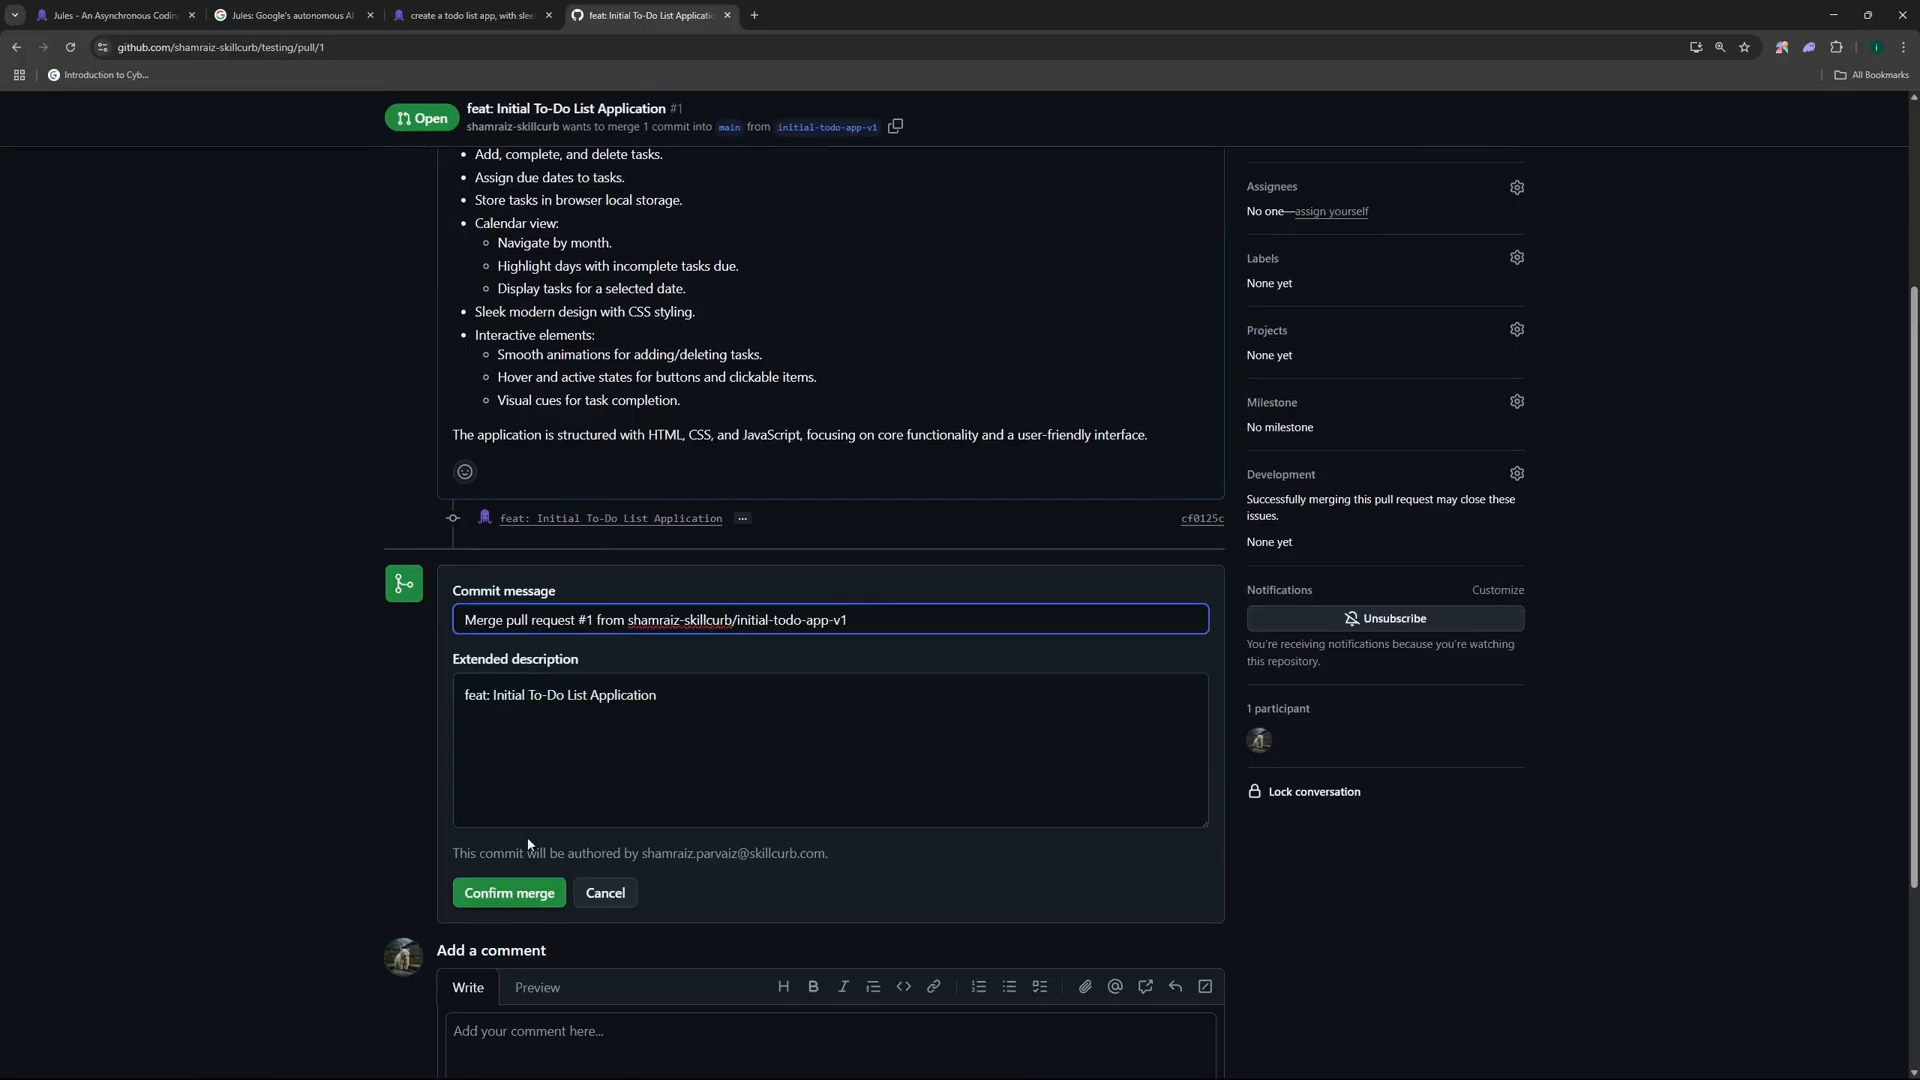 Jules - An Asynchronous Codin
Jules: Google's autonomous AI
create a todo list app, with slee
feat: Initial To-Do List Applicatio
github.com/shamraiz-skillcurb/testing/pull/1
Introduction to Cyb...
All Bookmarks
Open
feat: Initial To-Do List Application #1
shamraiz-skillcurb wants to merge 1 commit into main from initial-todo-app-v1
• Add, complete, and delete tasks.
• Assign due dates to tasks.
• Store tasks in browser local storage.
• Calendar view:
Navigate by month.
Highlight days with incomplete tasks due.
Display tasks for a selected date.
• Sleek modern design with CSS styling.
• Interactive elements:
Smooth animations for adding/deleting tasks.
Hover and active states for buttons and clickable items.
Visual cues for task completion.
The application is structured with HTML, CSS, and JavaScript, focusing on core functionality and a user-friendly interface.
feat: Initial To-Do List Application ... cf0125c
Commit message
Merge pull request #1 from shamraiz-skillcurb/initial-todo-app-v1
Extended description
feat: Initial To-Do List Application
This commit will be authored by shamraiz.parvaiz@skillcurb.com.
Confirm merge
Cancel
Add a comment
Write
Preview
Add your comment here...
Assignees
No one—assign yourself
Labels
None yet
Projects
None yet
Milestone
No milestone
Development
Successfully merging this pull request may close these
issues.
None yet
Notifications
Customize
Unsubscribe
You're receiving notifications because you're watching
this repository.
1 participant
Lock conversation